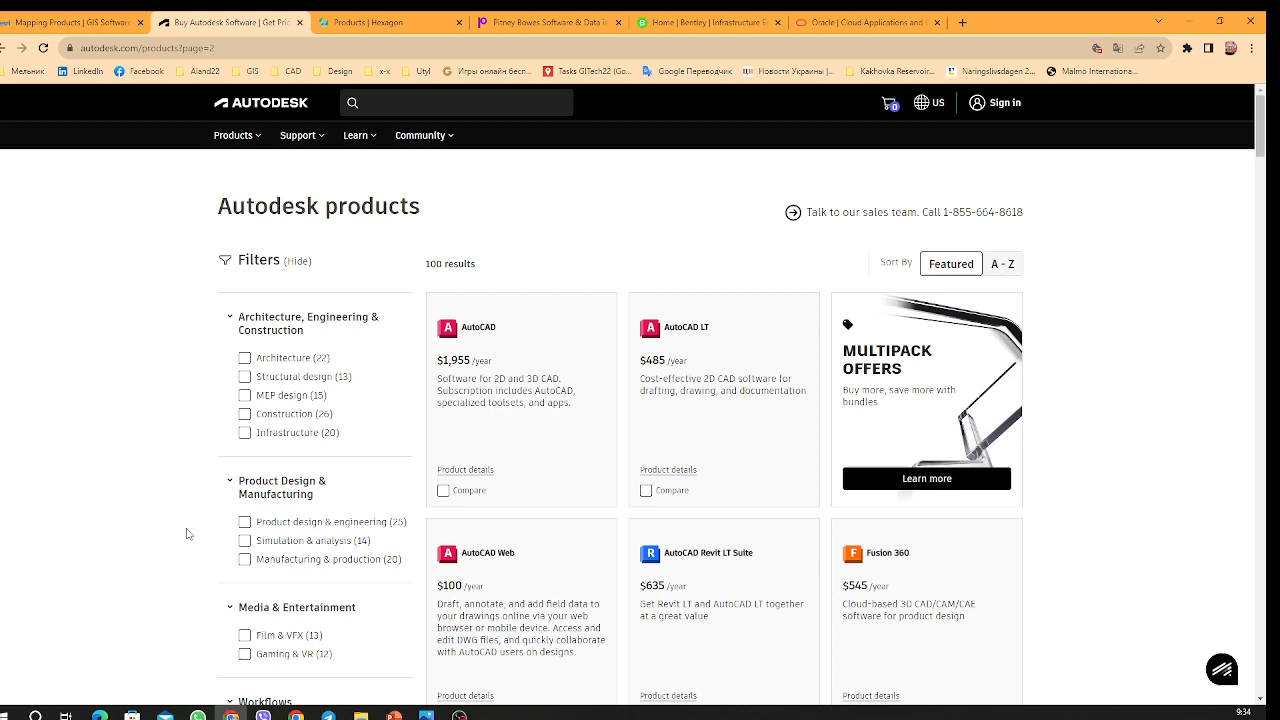 Mapping Products | GIS Software
Buy Autodesk Software | Get Pric
Products | Hexagon
Pitney Bowes Software & Data is
Home | Bentley | Infrastructure E
Oracle | Cloud Applications and
autodesk.com/products?page=2
Мельник
LinkedIn
Facebook
Aland22
GIS
CAD
Design
x-x
Utyl
Игры онлайн бесп...
Tasks GITech22 (Go...
Google Переводчик
Новости Украины |...
Kakhovka Reservoir...
Näringslivsdagen 2...
Malmo Internationa...
AUTODESK
0
US
Sign in
Products
Support
Learn
Community
Autodesk products
Talk to our sales team. Call 1-855-664-8618
Filters (Hide)
100 results
Sort By
Featured
A - Z
Architecture, Engineering &
Construction
Architecture (22)
Structural design (13)
MEP design (15)
Construction (26)
Infrastructure (20)
Product Design &
Manufacturing
Product design & engineering (25)
Simulation & analysis (14)
Manufacturing & production (20)
Media & Entertainment
Film & VFX (13)
Gaming & VR (12)
Workflows
A AutoCAD
$1,955 /year
Software for 2D and 3D CAD.
Subscription includes AutoCAD,
specialized toolsets, and apps.
Product details
Compare
A AutoCAD LT
$485 /year
Cost-effective 2D CAD software for
drafting, drawing, and documentation
Product details
Compare
MULTIPACK
OFFERS
Buy more, save more with
bundles.
Learn more
A AutoCAD Web
$100 /year
Draft, annotate, and add field data to
your drawings online via your web
browser or mobile device. Access and
edit DWG files, and quickly collaborate
with AutoCAD users on designs.
Product details
R AutoCAD Revit LT Suite
$635 /year
Get Revit LT and AutoCAD LT together
at a great value
Product details
F Fusion 360
$545 /year
Cloud-based 3D CAD/CAM/CAE
software for product design
Product details
9:34